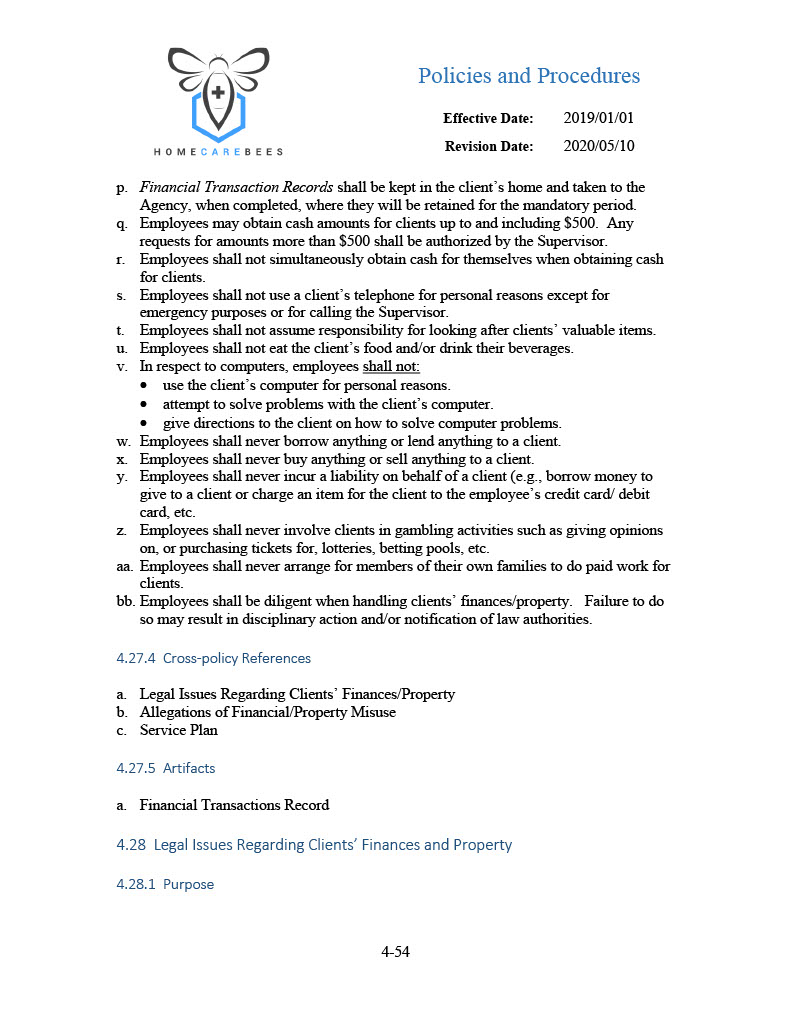 Policies and Procedures
Effective Date: 2019/01/01
Revision Date: 2020/05/10
HOMECAREBEES
p. Financial Transaction Records shall be kept in the client’s home and taken to the
Agency, when completed, where they will be retained for the mandatory period.
q. Employees may obtain cash amounts for clients up to and including $500. Any
requests for amounts more than $500 shall be authorized by the Supervisor.
r. Employees shall not simultaneously obtain cash for themselves when obtaining cash
for clients.
s. Employees shall not use a client’s telephone for personal reasons except for
emergency purposes or for calling the Supervisor.
t. Employees shall not assume responsibility for looking after clients’ valuable items.
u. Employees shall not eat the client’s food and/or drink their beverages.
v. In respect to computers, employees shall not:
• use the client’s computer for personal reasons.
• attempt to solve problems with the client’s computer.
• give directions to the client on how to solve computer problems.
w. Employees shall never borrow anything or lend anything to a client.
x. Employees shall never buy anything or sell anything to a client.
y. Employees shall never incur a liability on behalf of a client (e.g., borrow money to
give to a client or charge an item for the client to the employee’s credit card/ debit
card, etc.
z. Employees shall never involve clients in gambling activities such as giving opinions
on, or purchasing tickets for, lotteries, betting pools, etc.
aa. Employees shall never arrange for members of their own families to do paid work for
clients.
bb. Employees shall be diligent when handling clients’ finances/property. Failure to do
so may result in disciplinary action and/or notification of law authorities.
4.27.4 Cross-policy References
a. Legal Issues Regarding Clients’ Finances/Property
b. Allegations of Financial/Property Misuse
c. Service Plan
4.27.5 Artifacts
a. Financial Transactions Record
4.28 Legal Issues Regarding Clients’ Finances and Property
4.28.1 Purpose
4-54